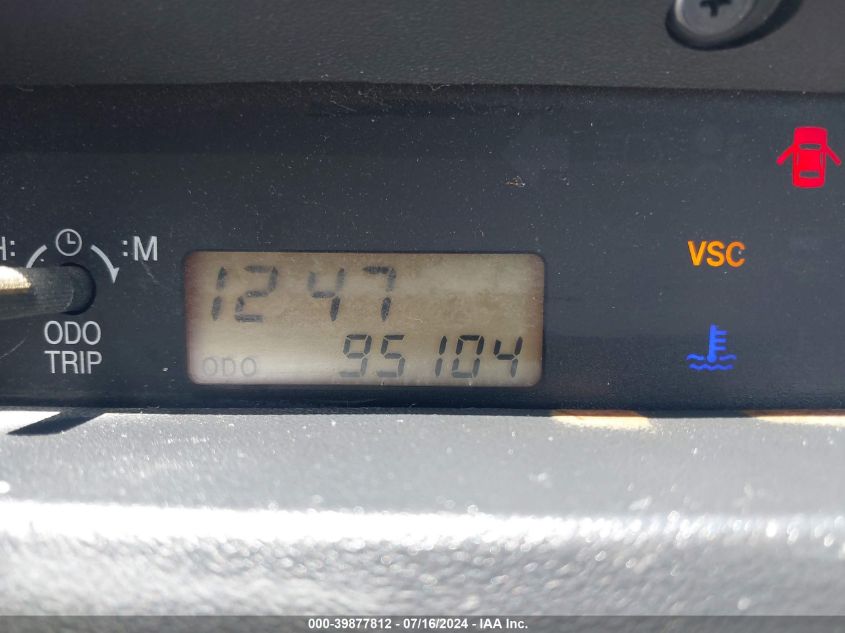 H: :M
ODO
TRIP
12 47
ODO 95104
VSC
000-39877812 - 07/16/2024 - IAA Inc.